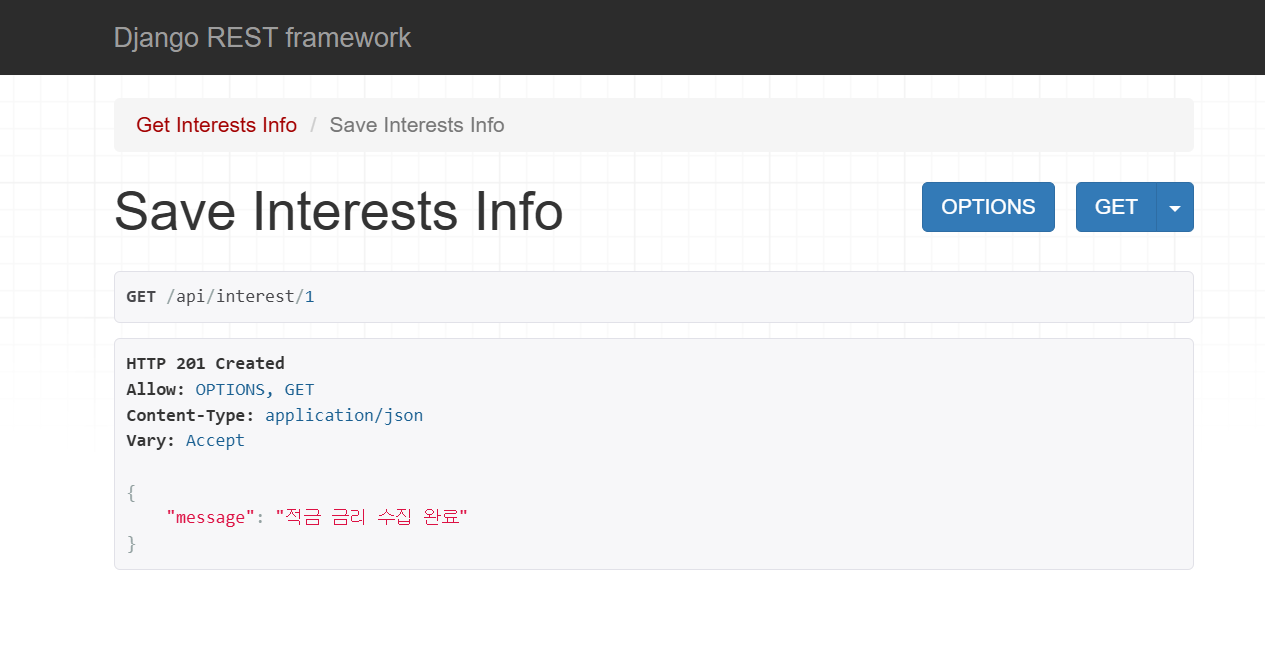 Django REST framework
Get Interests Info / Save Interests Info
Save Interests Info
OPTIONS
GET
GET /api/interest/1
HTTP 201 Created
Allow: OPTIONS, GET
Content-Type: application/json
Vary: Accept
{
    "message": "적금 금리 수집 완료"
}